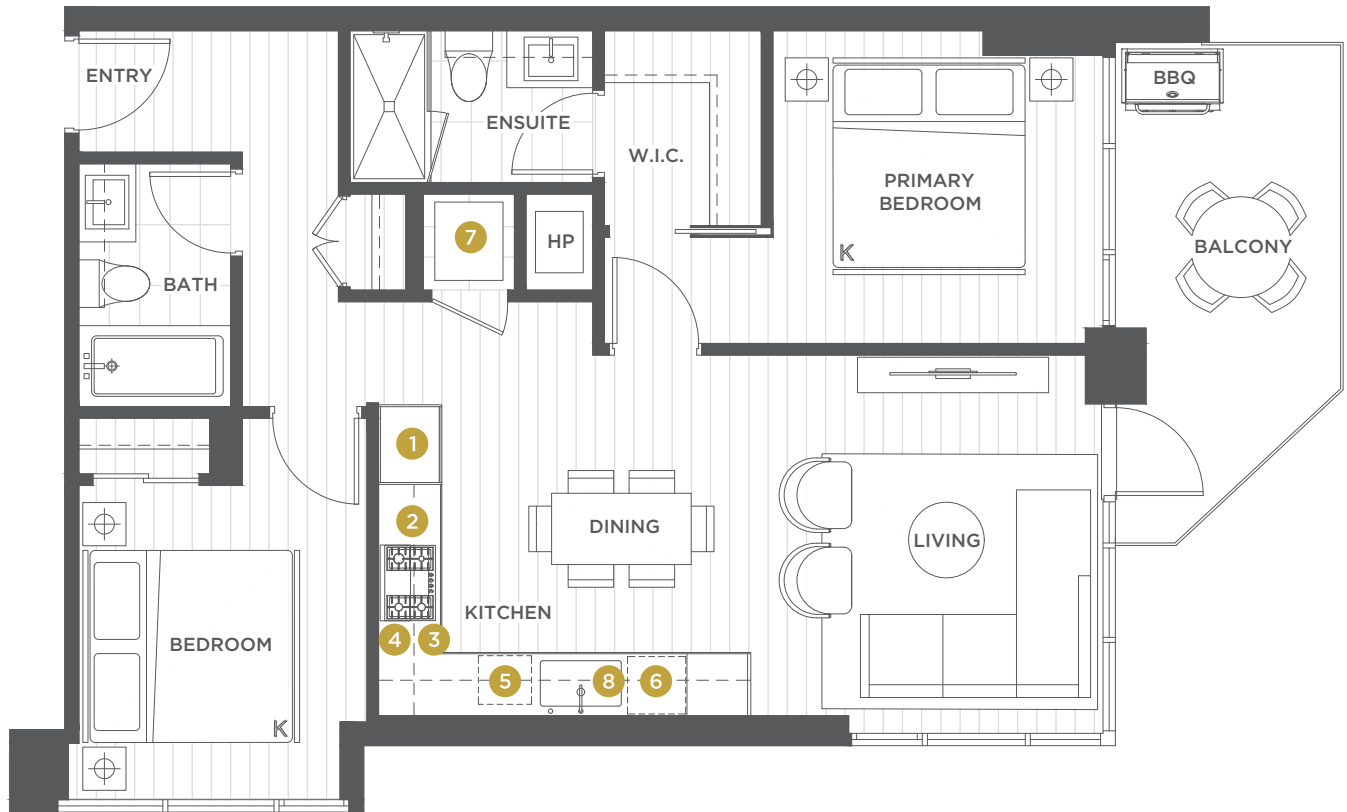 ENTRY
ENSUITE
W.I.C.
PRIMARY
BEDROOM
K
BBQ
BALCONY
7
HP
BATH
1
2
DINING
LIVING
KITCHEN
4
3
5
8
6
BEDROOM
K